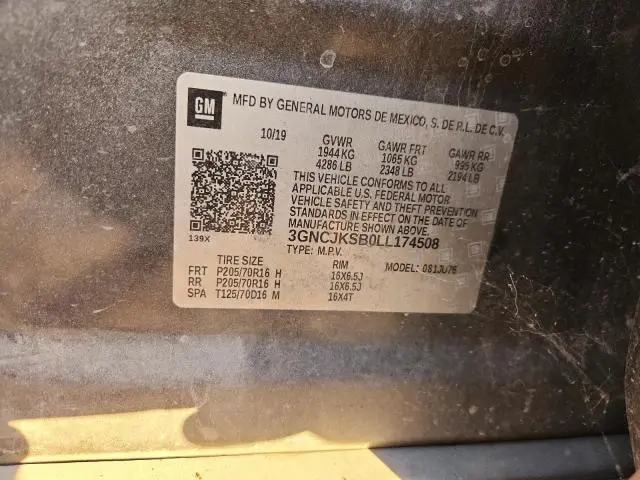 GM
MFD BY GENERAL MOTORS DE MEXICO, S. DE R.L. DE C.V.
10/19 GVWR GAWR FRT GAWR RR
1944 KG 1065 KG 995 KG
4286 LB 2348 LB 2194 LB
THIS VEHICLE CONFORMS TO ALL
APPLICABLE U.S. FEDERAL MOTOR
VEHICLE SAFETY AND THEFT PREVENTION
STANDARDS IN EFFECT ON THE DATE OF
MANUFACTURE SHOWN ABOVE.
139X 3GNCJKSB0LL174508
TYPE: M.P.V. MODEL: 081JU76
TIRE SIZE RIM
FRT P205/70R16 H 16X6.5J
RR P205/70R16 H 16X6.5J
SPA T125/70D16 M 16X4T